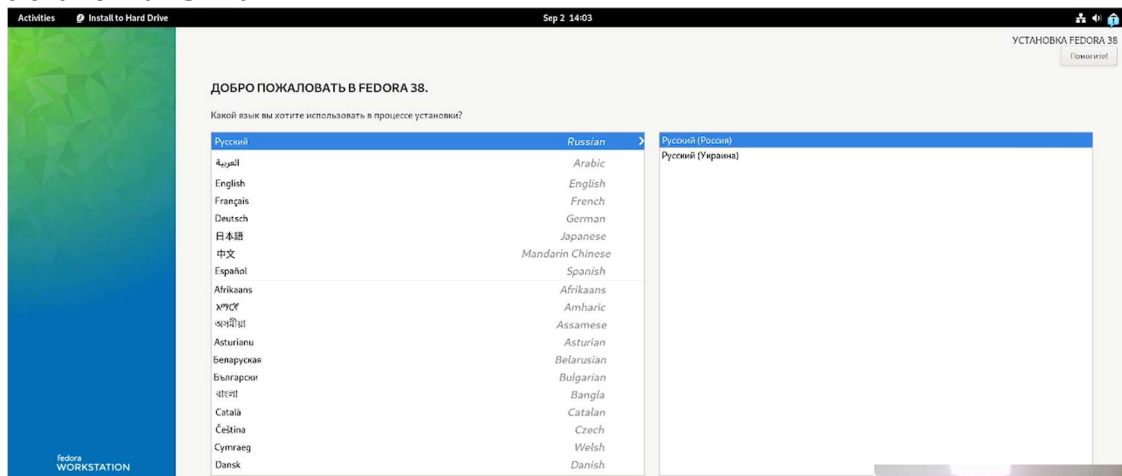 Activities Install to Hard Drive Sep 2 14:03
УСТАНОВКА FEDORA 38
Помогите!
ДОБРО ПОЖАЛОВАТЬ В FEDORA 38.
Какой язык вы хотите использовать в процессе установки?
Русский Russian Русский (Россия)
العربية Arabic Русский (Украина)
English English
Français French
Deutsch German
日本語 Japanese
中文 Mandarin Chinese
Español Spanish
Afrikaans Afrikaans
አማርኛ Amharic
অসমীয়া Assamese
Asturianu Asturian
Беларуская Belarusian
Български Bulgarian
বাংলা Bangla
Català Catalan
Čeština Czech
Cymraeg Welsh
Dansk Danish
fedora
WORKSTATION